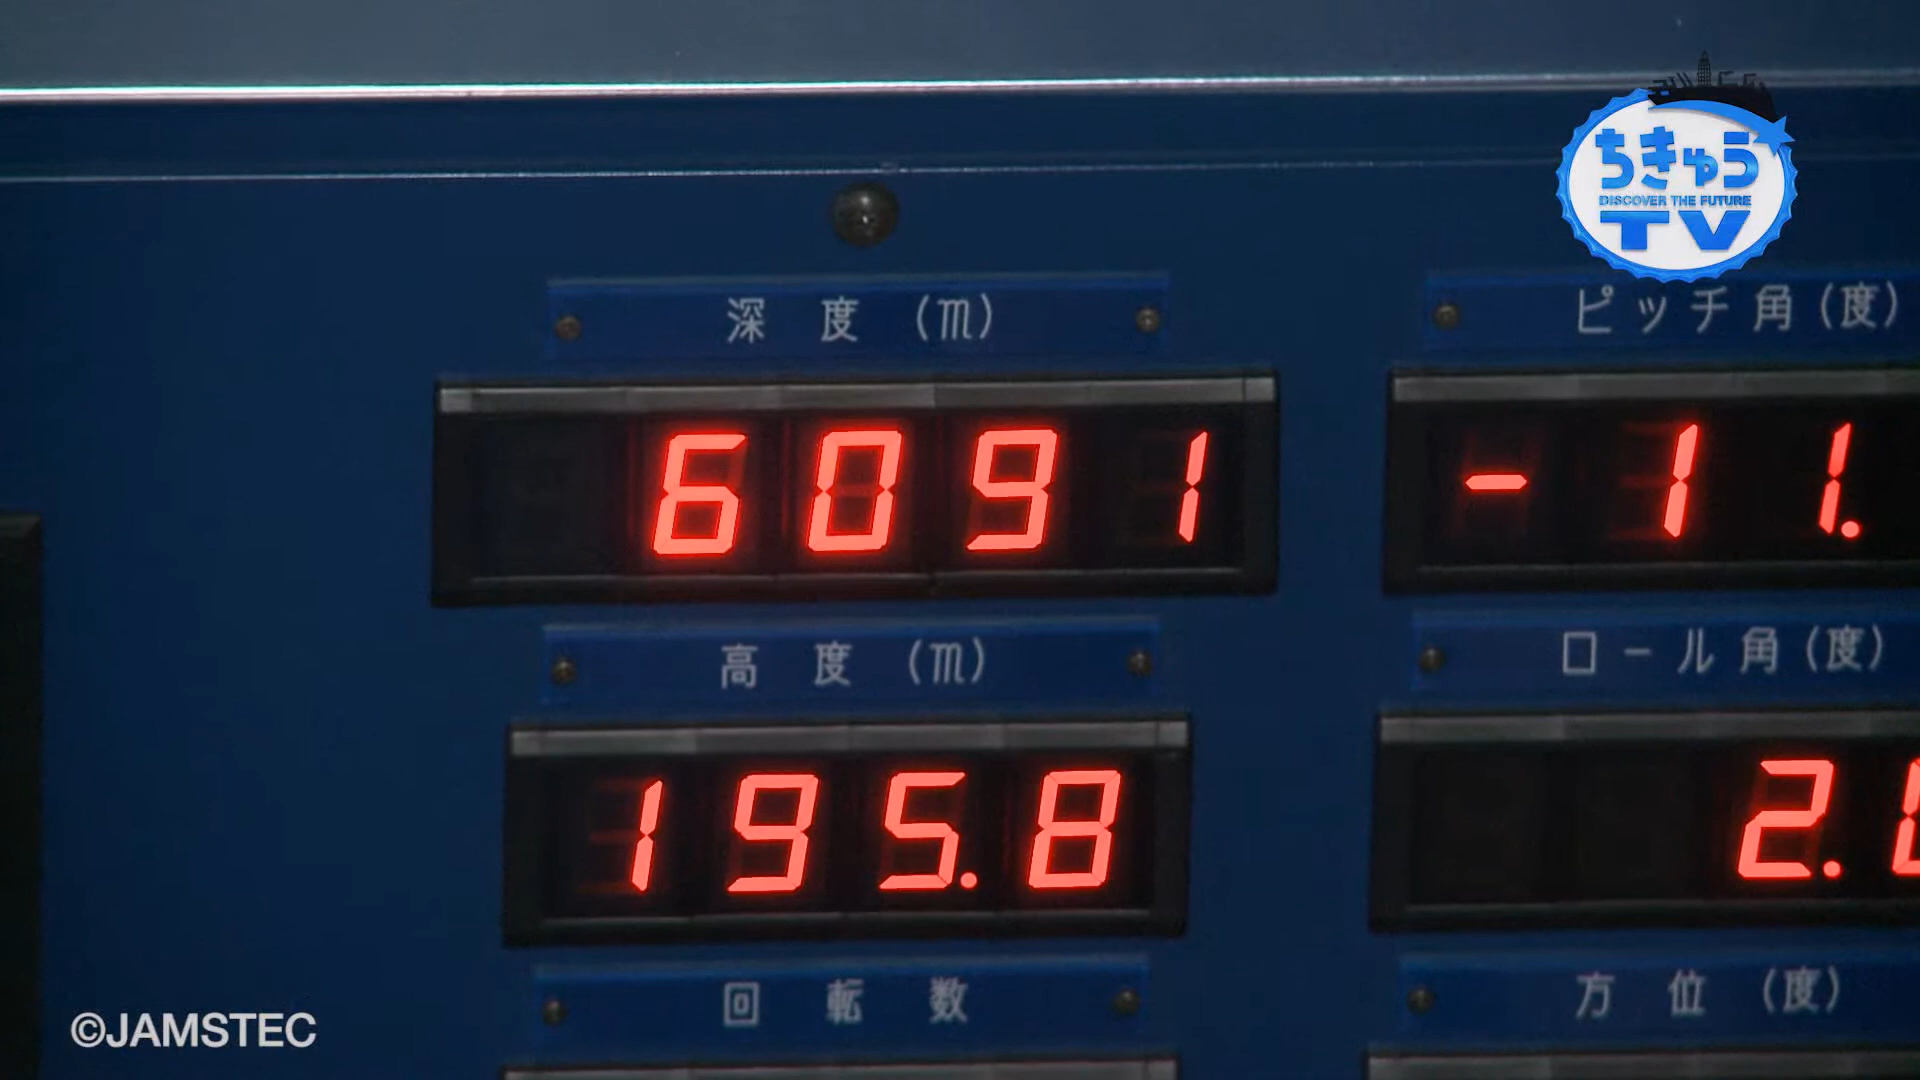 ちきゅう
DISCOVER THE FUTURE
TV
深度 (m)
ピッチ角(度)
6091
-11.
高度 (m)
ロール角(度)
195.8
2.
回転数
方位 (度)
©JAMSTEC